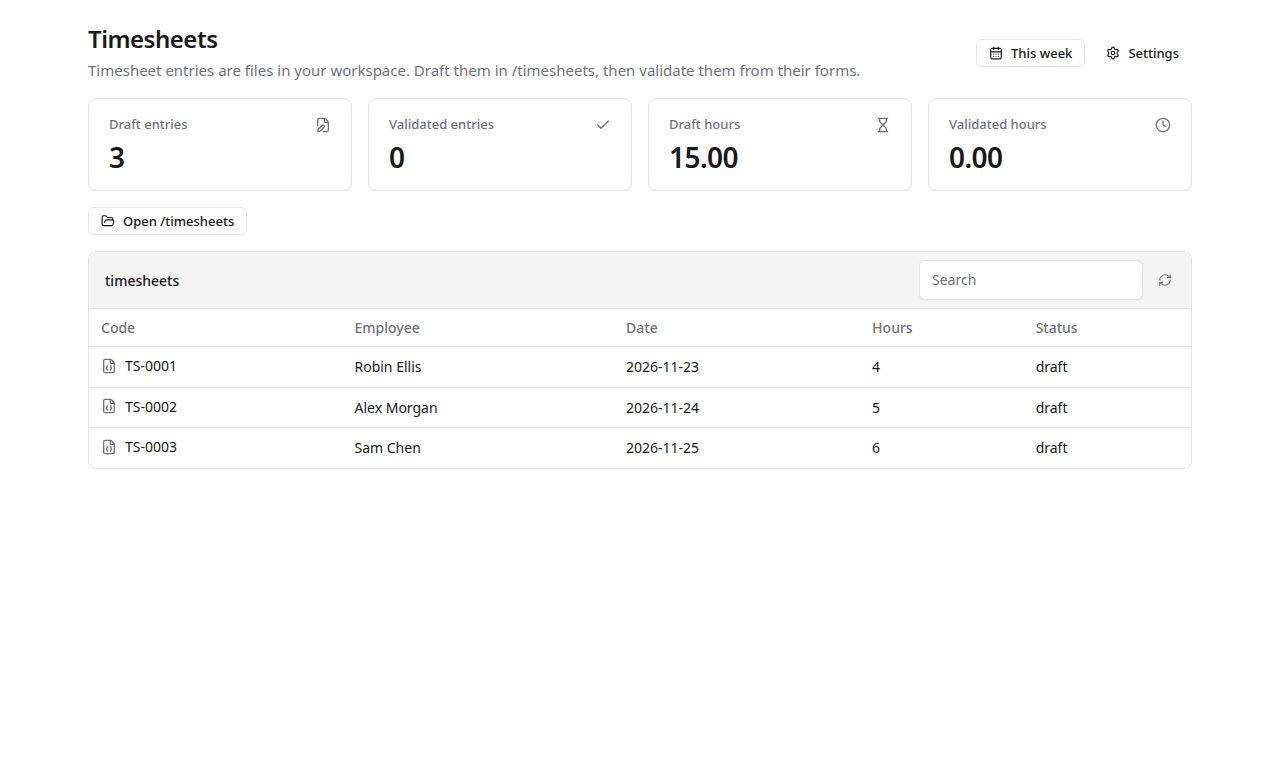 Timesheets
Timesheet entries are files in your workspace. Draft them in /timesheets, then validate them from their forms.
This week
Settings
Draft entries
3
Validated entries
0
Draft hours
15.00
Validated hours
0.00
Open /timesheets
timesheets
Search
Code Employee Date Hours Status
TS-0001 Robin Ellis 2026-11-23 4 draft
TS-0002 Alex Morgan 2026-11-24 5 draft
TS-0003 Sam Chen 2026-11-25 6 draft